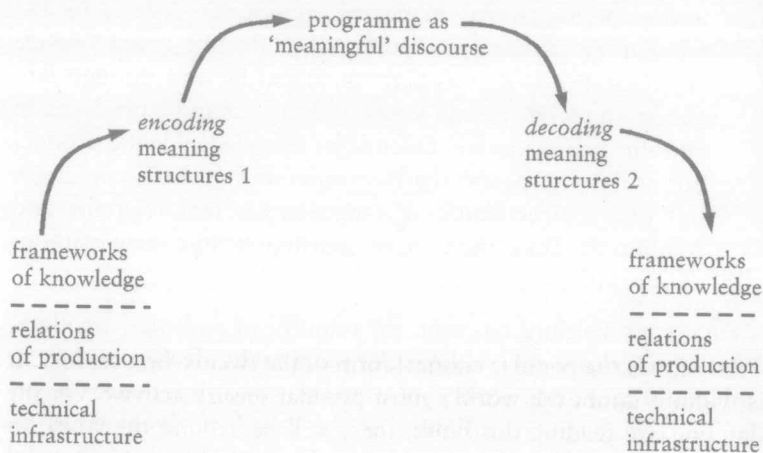 programme as
'meaningful' discourse
encoding
meaning
structures 1
decoding
meaning
sturctures 2
frameworks
of knowledge
relations
of production
technical
infrastructure
frameworks
of knowledge
relations
of production
technical
infrastructure